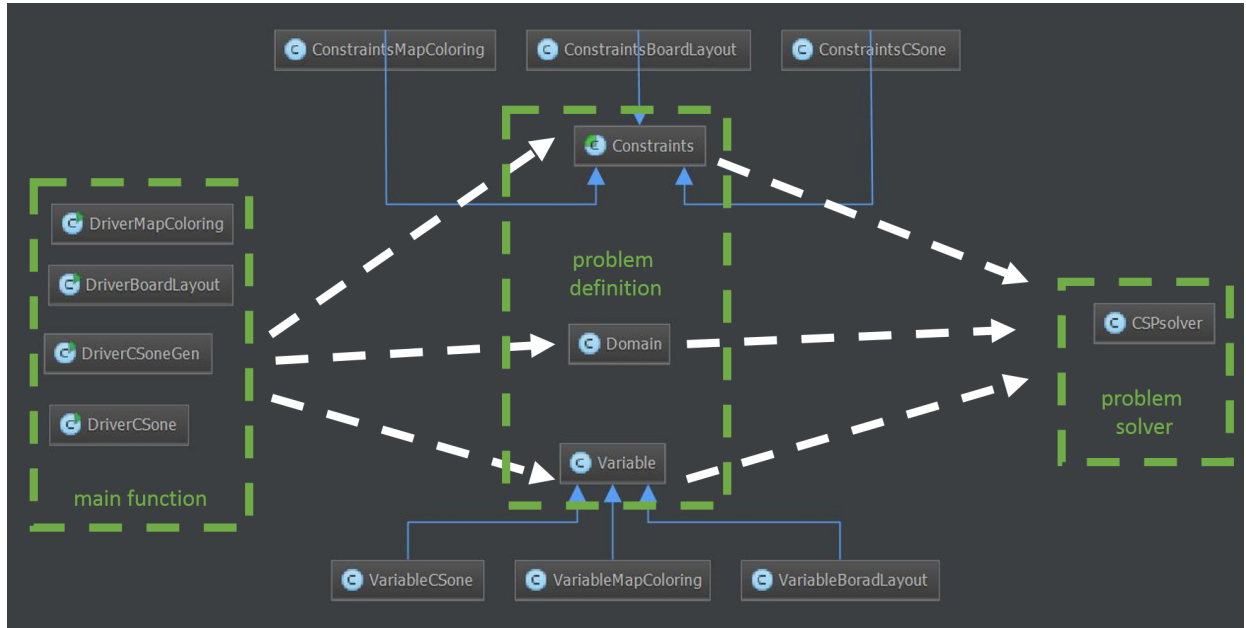 ConstraintsMapColoring
ConstraintsBoardLayout
ConstraintsCSone
Constraints
DriverMapColoring
DriverBoardLayout
DriverCSoneGen
DriverCSone
main function
problem
definition
Domain
Variable
CSPsolver
problem
solver
VariableCSone
VariableMapColoring
VariableBoradLayout